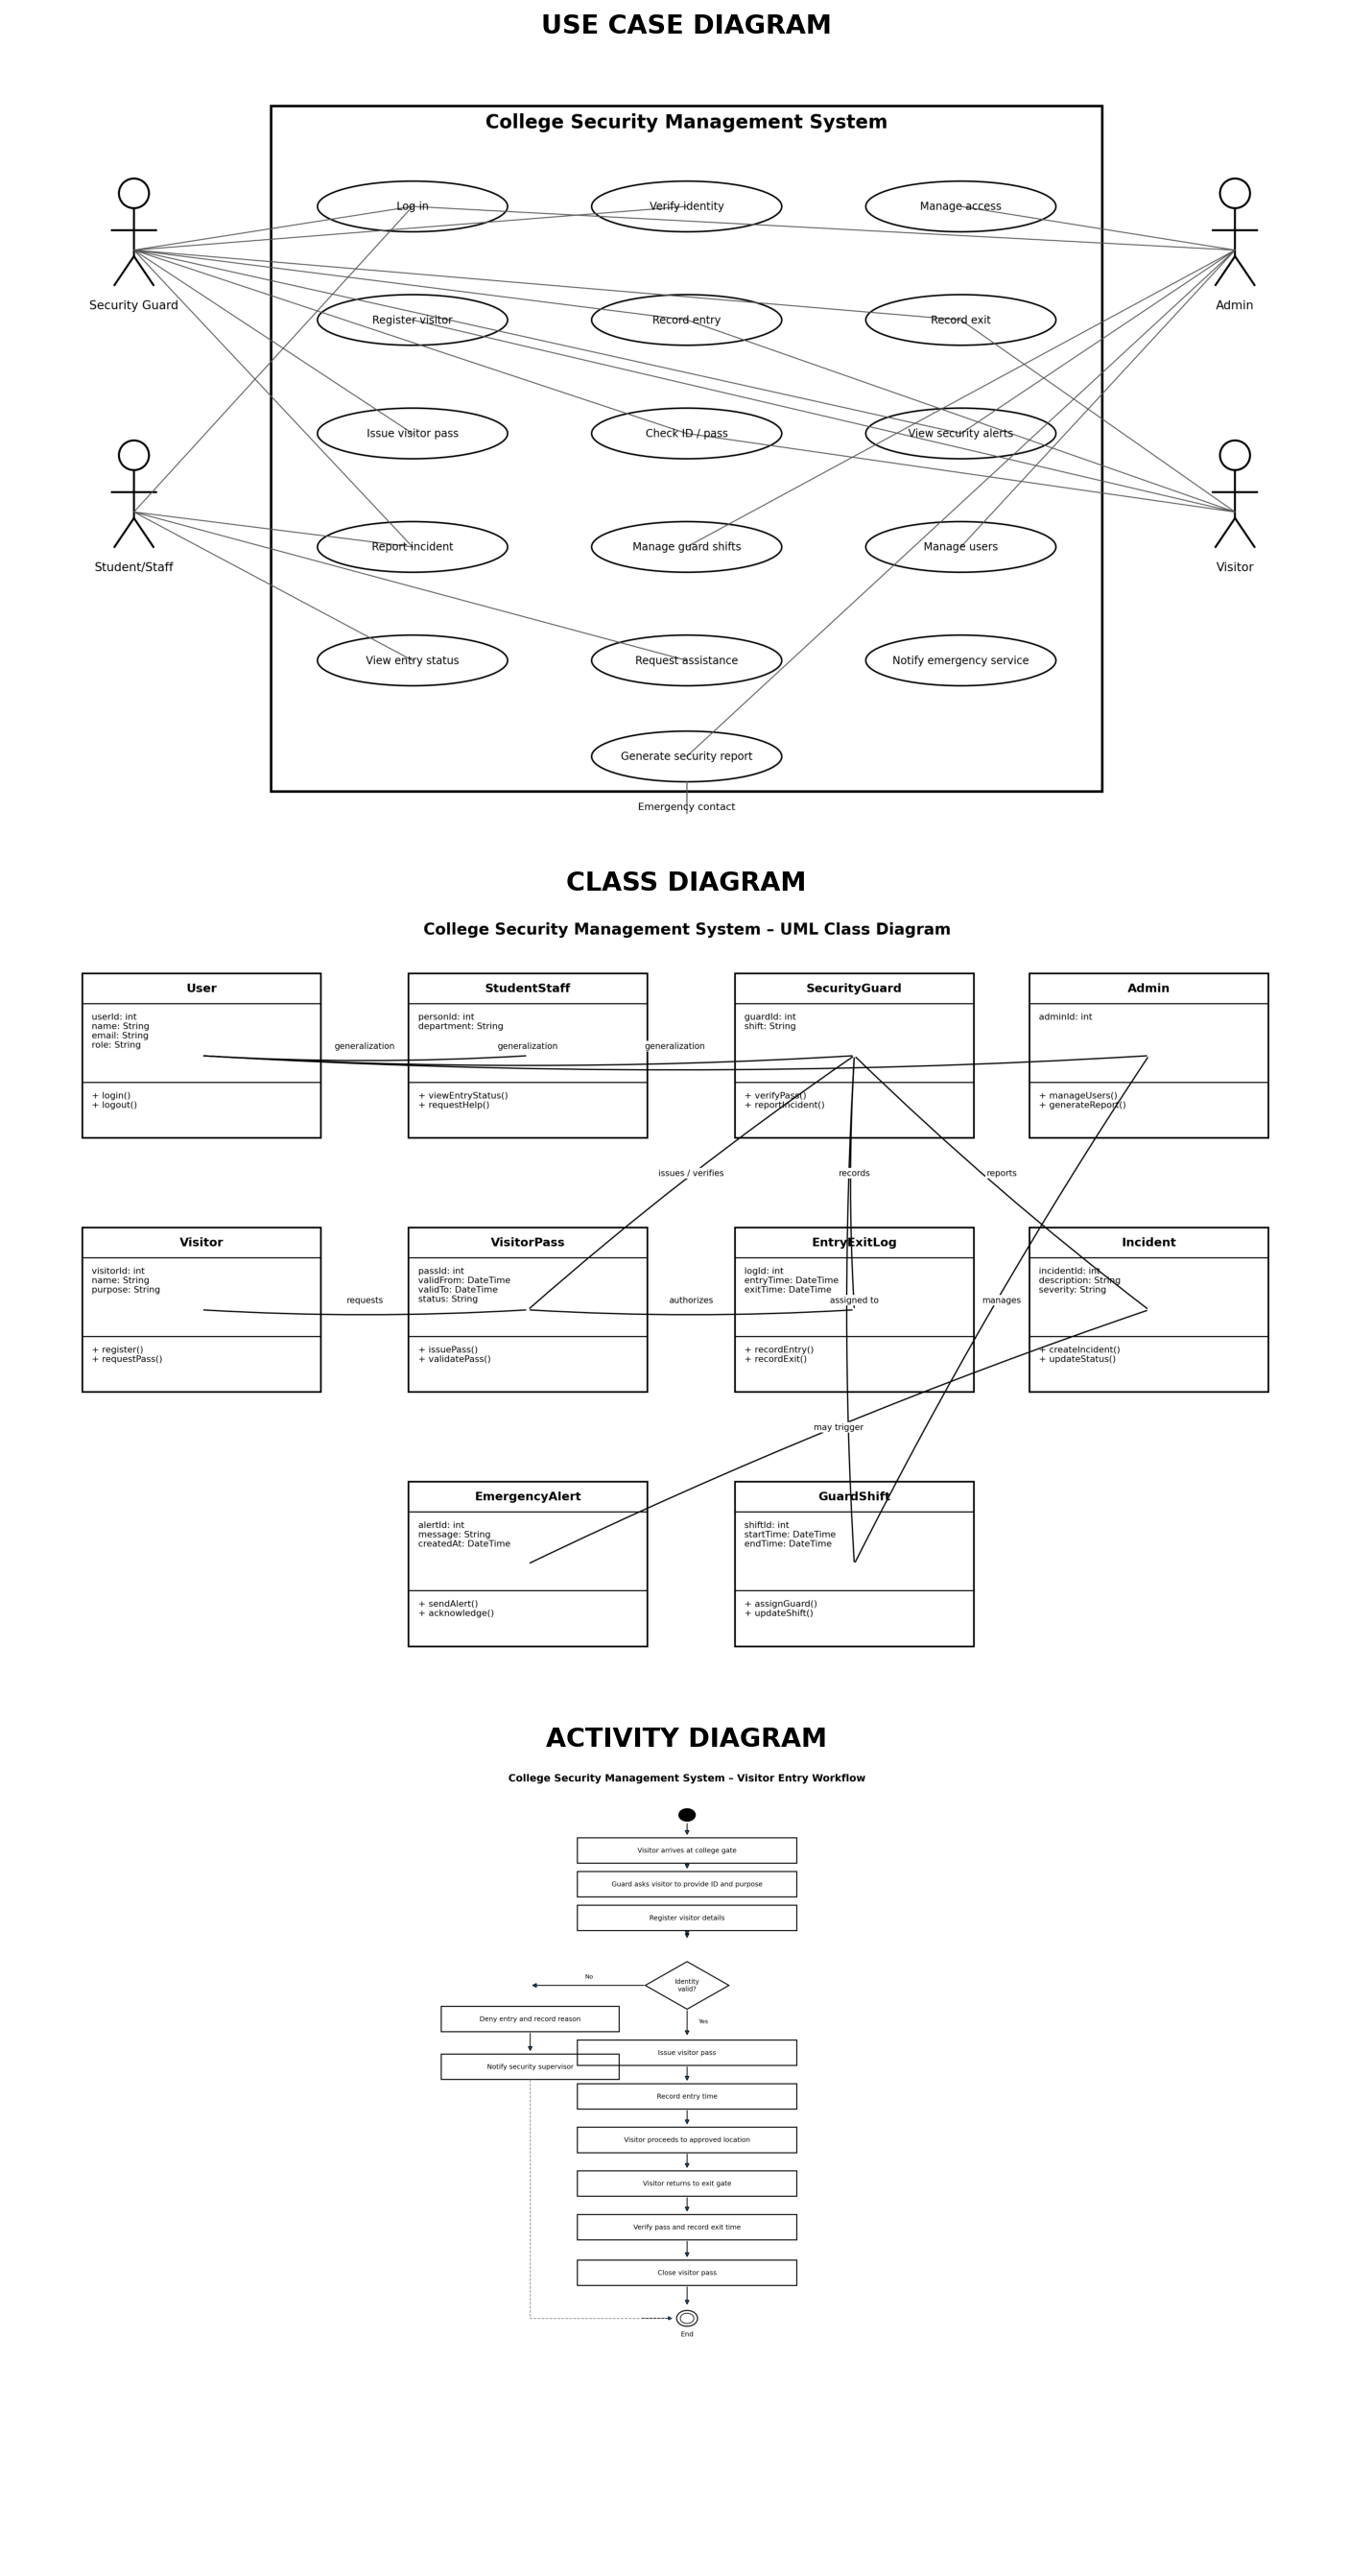 USE CASE DIAGRAM
College Security Management System
Log in
Verify identity
Manage access
Security Guard
Admin
Register visitor
Record entry
Record exit
Issue visitor pass
Check ID / pass
View security alerts
Report incident
Manage guard shifts
Manage users
Student/Staff
Visitor
View entry status
Request assistance
Notify emergency service
Generate security report
Emergency contact
CLASS DIAGRAM
College Security Management System – UML Class Diagram
User
userId: int
name: String
email: String
role: String
+ login()
+ logout()
generalization
StudentStaff
personId: int
department: String
generalization
+ viewEntryStatus()
+ requestHelp()
generalization
SecurityGuard
guardId: int
shift: String
+ verifyPass()
+ reportIncident()
Admin
adminId: int
+ manageUsers()
+ generateReport()
issues / verifies
records
reports
Visitor
visitorId: int
name: String
purpose: String
+ register()
+ requestPass()
requests
VisitorPass
passId: int
validFrom: DateTime
validTo: DateTime
status: String
+ issuePass()
+ validatePass()
authorizes
EntryExitLog
logId: int
entryTime: DateTime
exitTime: DateTime
assigned to
+ recordEntry()
+ recordExit()
manages
Incident
incidentId: int
description: String
severity: String
+ createIncident()
+ updateStatus()
may trigger
EmergencyAlert
alertId: int
message: String
createdAt: DateTime
+ sendAlert()
+ acknowledge()
GuardShift
shiftId: int
startTime: DateTime
endTime: DateTime
+ assignGuard()
+ updateShift()
ACTIVITY DIAGRAM
College Security Management System – Visitor Entry Workflow
Visitor arrives at college gate
Guard asks visitor to provide ID and purpose
Register visitor details
Identity
valid?
No
Yes
Deny entry and record reason
Issue visitor pass
Notify security supervisor
Record entry time
Visitor proceeds to approved location
Visitor returns to exit gate
Verify pass and record exit time
Close visitor pass
End